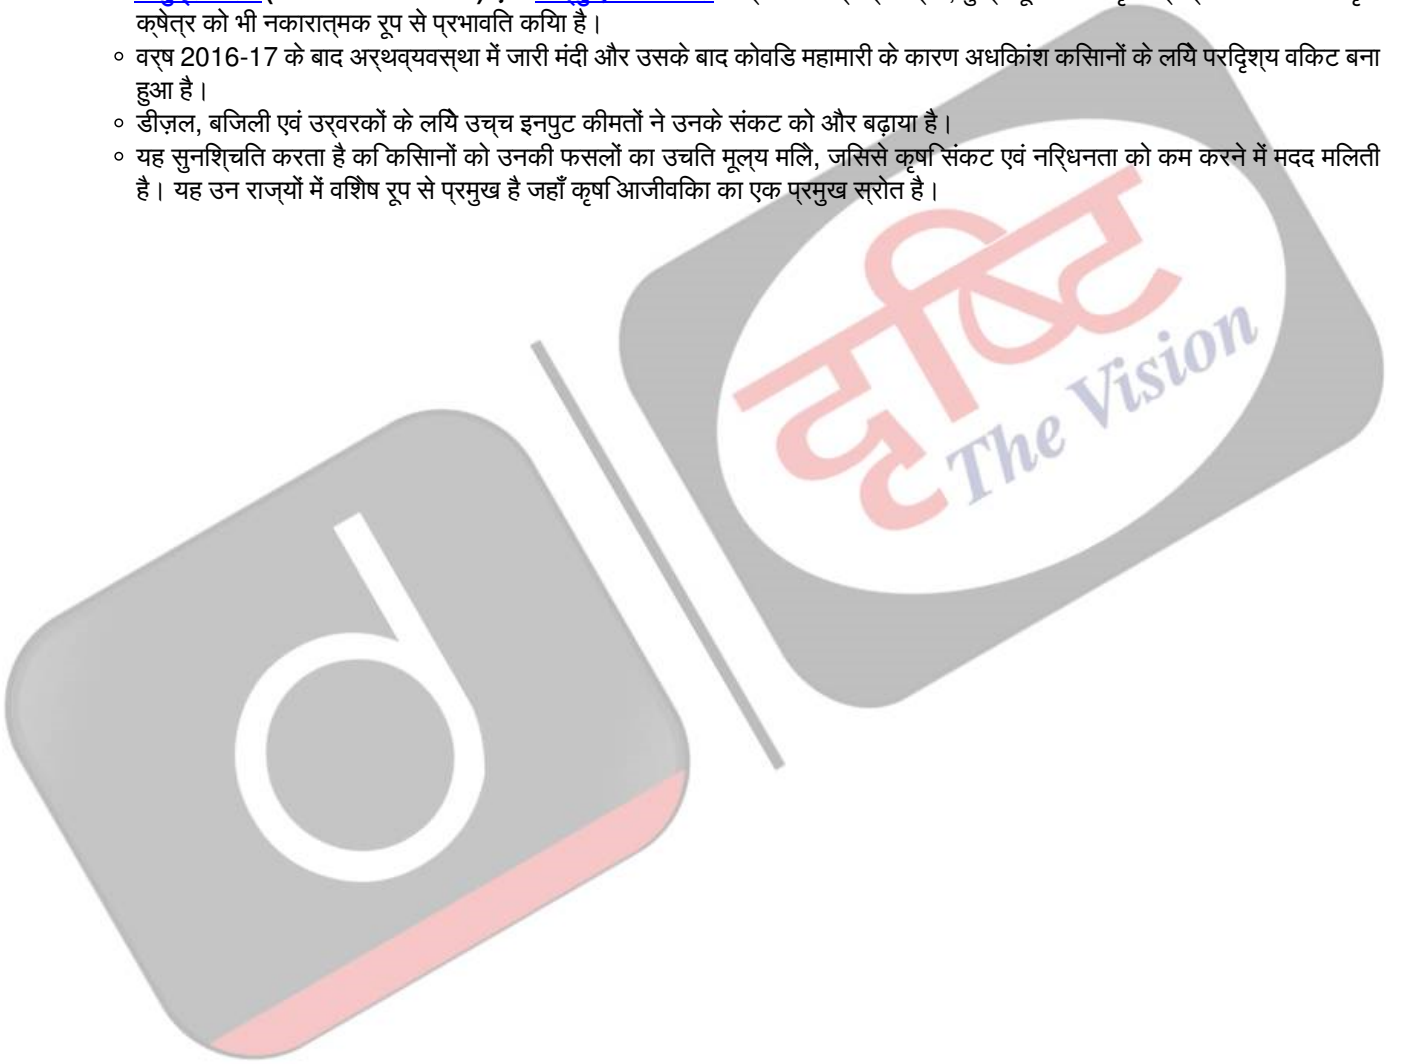 क्षेत्र को भी नकारात्मक रूप से प्रभावित किया है।
वर्ष 2016-17 के बाद अर्थव्यवस्था में जारी मंदी और उसके बाद कोविड महामारी के कारण अधिकांश किसानों के लिये परिदृश्य विकट बना
हुआ है।
डीज़ल, बिजली एवं उर्वरकों के लिये उच्च इनपुट कीमतों ने उनके संकट को और बढ़ाया है।
यह सुनिश्चित करता है कि किसानों को उनकी फसलों का उचित मूल्य मिले, जिससे कृषि संकट एवं निर्धनता को कम करने में मदद मिलती
है। यह उन राज्यों में विशेष रूप से प्रमुख है जहाँ कृषि आजीविका का एक प्रमुख स्रोत है।
दृष्टि
The Vision
d